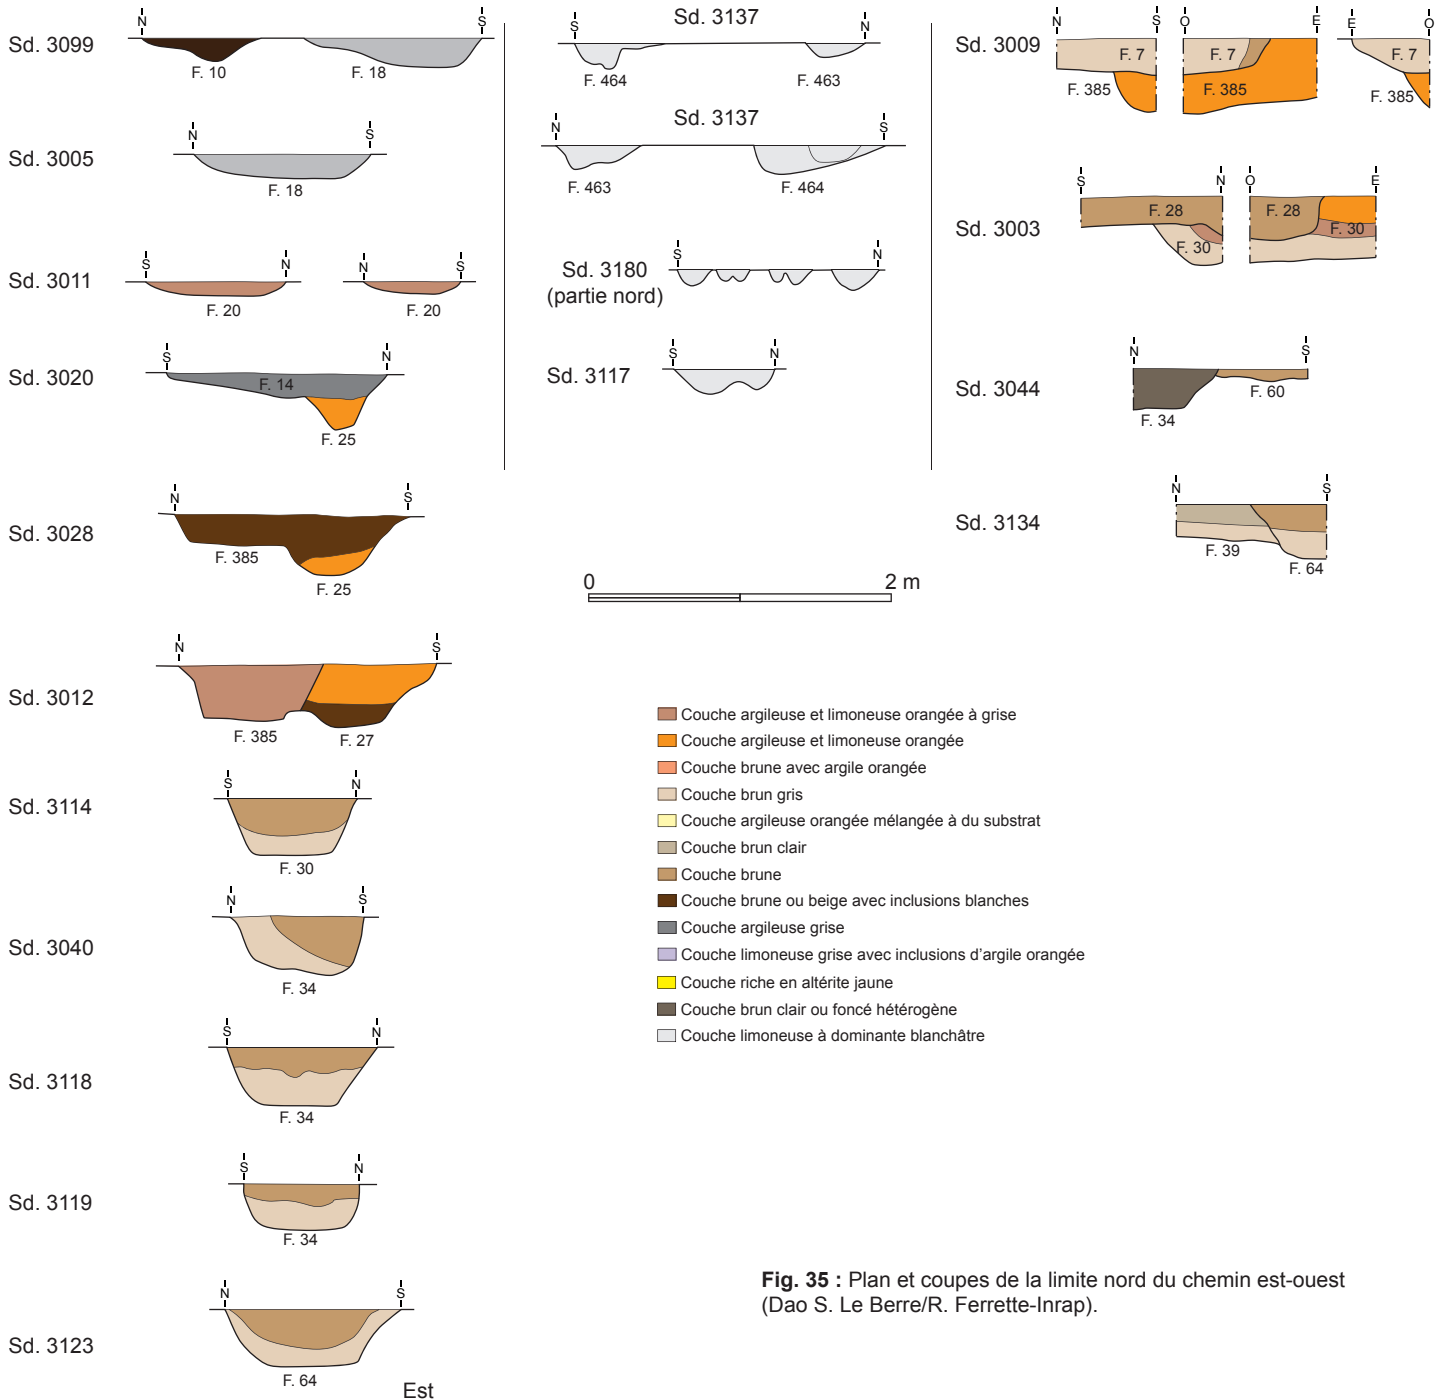 N S
Sd. 3099
F. 10 F. 18
N S
Sd. 3005
F. 18
S N N S
Sd. 3011
F. 20 F. 20
S N
Sd. 3020
F. 14
F. 25
N S
Sd. 3028
F. 385
F. 25
N S
Sd. 3012
F. 385 F. 27
S N
Sd. 3114
F. 30
N S
Sd. 3040
F. 34
S N
Sd. 3118
F. 34
S N
Sd. 3119
F. 34
N S
Sd. 3123
F. 64
Est
Sd. 3137
S N
F. 464 F. 463
Sd. 3137
N S
F. 463 F. 464
S N
Sd. 3180
(partie nord)
S N
Sd. 3117
N S O E E O
Sd. 3009
F. 7 F. 7 F. 7
F. 385 F. 385 F. 385
S N O E
Sd. 3003
F. 28 F. 28
F. 30 F. 30
N S
Sd. 3044
F. 60
F. 34
N S
Sd. 3134
F. 39
F. 64
0 2 m
Couche argileuse et limoneuse orangée à grise
Couche argileuse et limoneuse orangée
Couche brune avec argile orangée
Couche brun gris
Couche argileuse orangée mélangée à du substrat
Couche brun clair
Couche brune
Couche brune ou beige avec inclusions blanches
Couche argileuse grise
Couche limoneuse grise avec inclusions d'argile orangée
Couche riche en altérite jaune
Couche brun clair ou foncé hétérogène
Couche limoneuse à dominante blanchâtre
Fig. 35 : Plan et coupes de la limite nord du chemin est-ouest
(Dao S. Le Berre/R. Ferrette-Inrap).